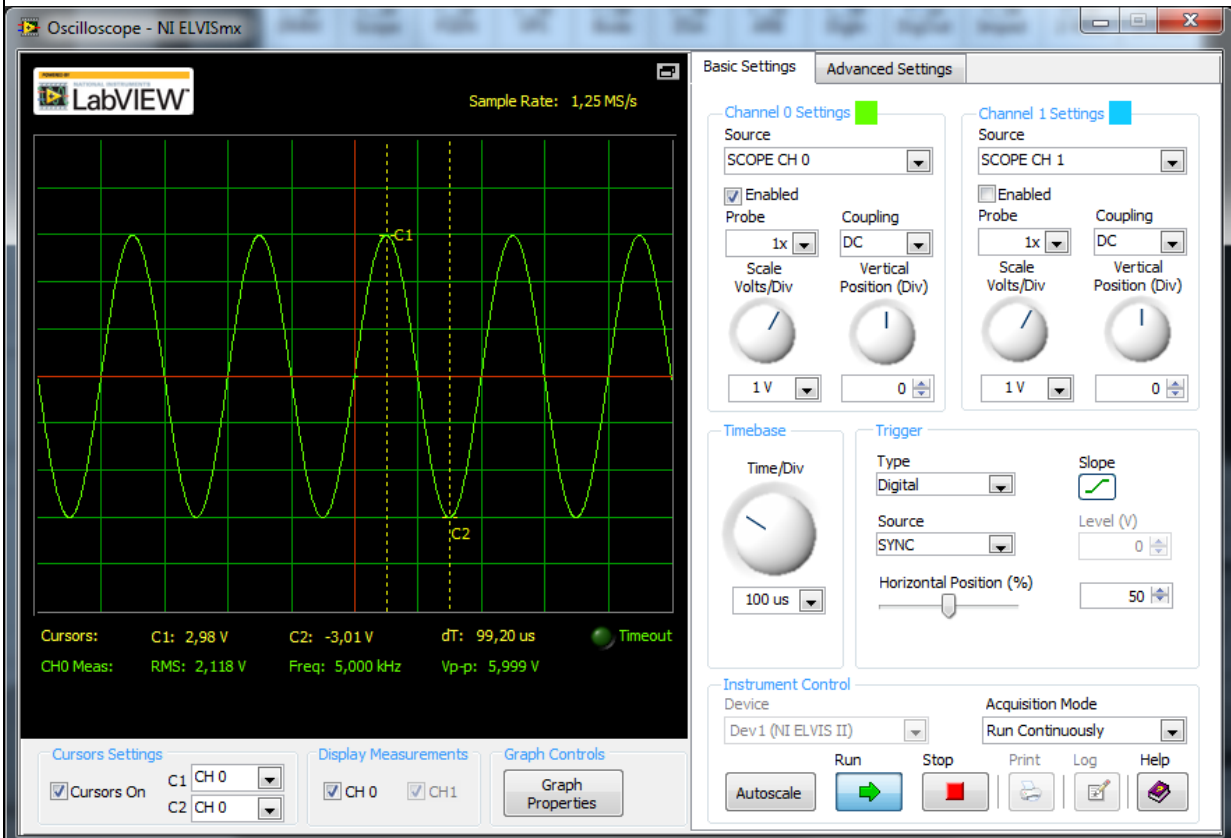 Oscilloscope - NI ELVISmx
POWERED BY
NATIONAL INSTRUMENTS
LabVIEW
Sample Rate: 1,25 MS/s
C1
C2
Cursors: C1: 2,98 V C2: -3,01 V dT: 99,20 us Timeout
CH0 Meas: RMS: 2,118 V Freq: 5,000 kHz Vp-p: 5,999 V
Cursors Settings
Cursors On
C1 CH 0
C2 CH 0
Display Measurements
CH 0 CH1
Graph Controls
Graph
Properties
Basic Settings Advanced Settings
Channel 0 Settings
Source
SCOPE CH 0
Enabled
Probe Coupling
1x DC
Scale Vertical
Volts/Div Position (Div)
1 V 0
Channel 1 Settings
Source
SCOPE CH 1
Enabled
Probe Coupling
1x DC
Scale Vertical
Volts/Div Position (Div)
1 V 0
Timebase
Time/Div
100 us
Trigger
Type Slope
Digital
Source Level (V)
SYNC 0
Horizontal Position (%)
50
Instrument Control
Device Acquisition Mode
Dev1 (NI ELVIS II) Run Continuously
Run Stop Print Log Help
Autoscale